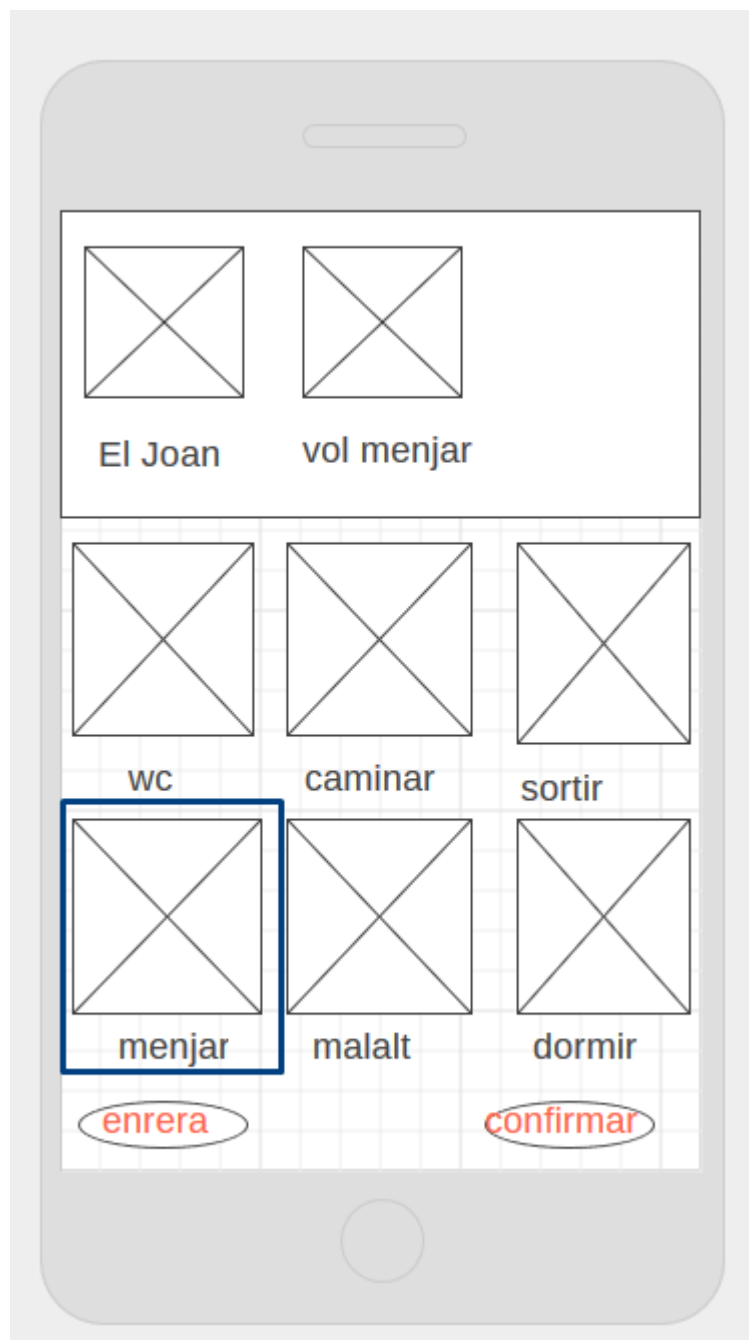 El Joan
vol menjar
wc
caminar
sortir
menjar
malalt
dormir
enrera
confirmar